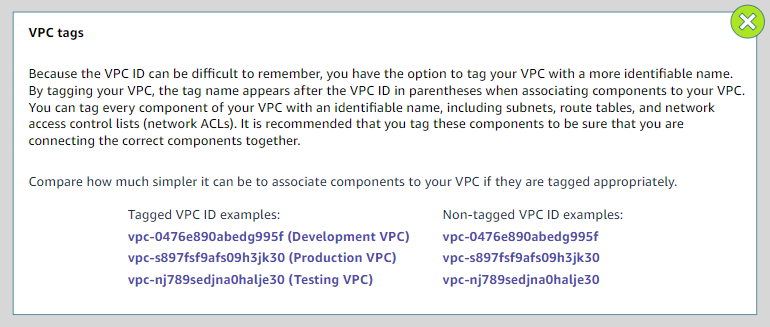 VPC tags
Because the VPC ID can be difficult to remember, you have the option to tag your VPC with a more identifiable name.
By tagging your VPC, the tag name appears after the VPC ID in parentheses when associating components to your VPC.
You can tag every component of your VPC with an identifiable name, including subnets, route tables, and network
access control lists (network ACLs). It is recommended that you tag these components to be sure that you are
connecting the correct components together.
Compare how much simpler it can be to associate components to your VPC if they are tagged appropriately.
Tagged VPC ID examples:
vpc-0476e890abedg995f (Development VPC)
vpc-s897fsf9afs09h3jk30 (Production VPC)
vpc-nj789sedjna0halje30 (Testing VPC)
Non-tagged VPC ID examples:
vpc-0476e890abedg995f
vpc-s897fsf9afs09h3jk30
vpc-nj789sedjna0halje30